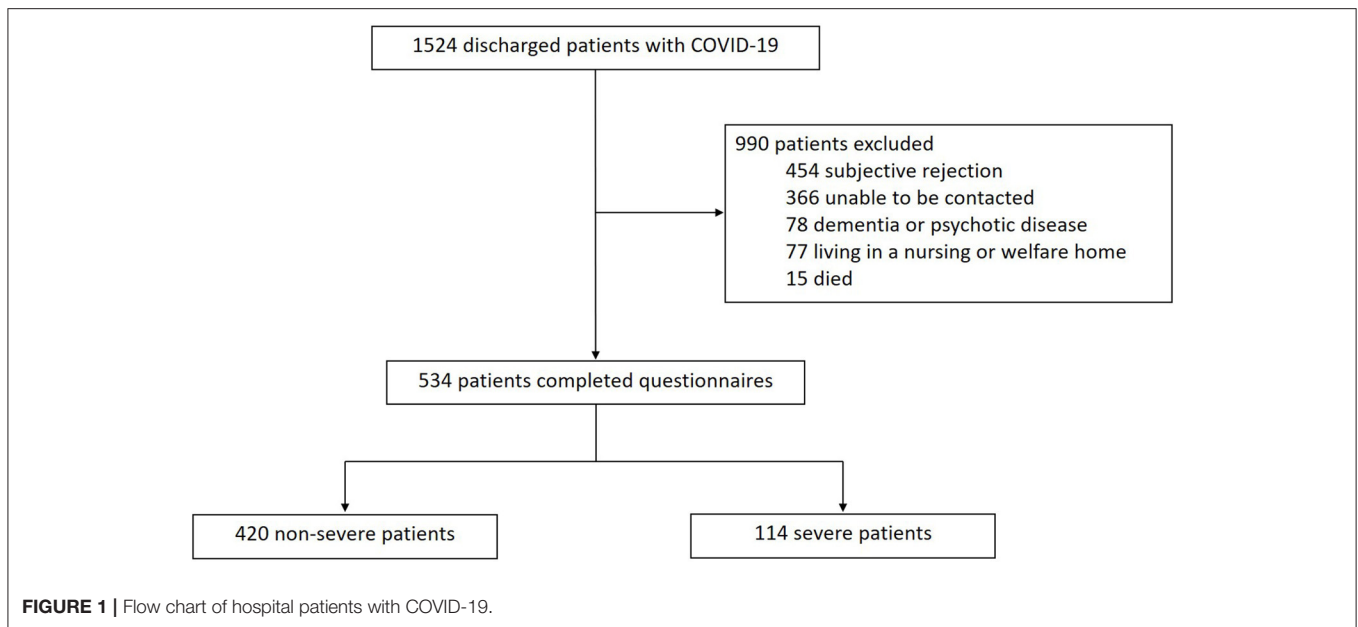 1524 discharged patients with COVID-19
990 patients excluded
454 subjective rejection
366 unable to be contacted
78 dementia or psychotic disease
77 living in a nursing or welfare home
15 died
534 patients completed questionnaires
420 non-severe patients
114 severe patients
FIGURE 1 | Flow chart of hospital patients with COVID-19.